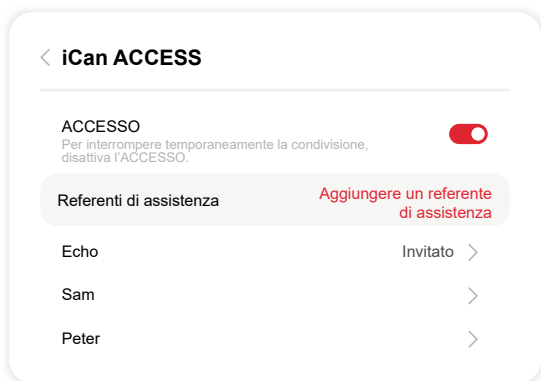 iCan ACCESS
ACCESSO
Per interrompere temporaneamente la condivisione,
disattiva l'ACCESSO.
Referenti di assistenza
Aggiungere un referente
di assistenza
Echo
Invitato
Sam
Peter